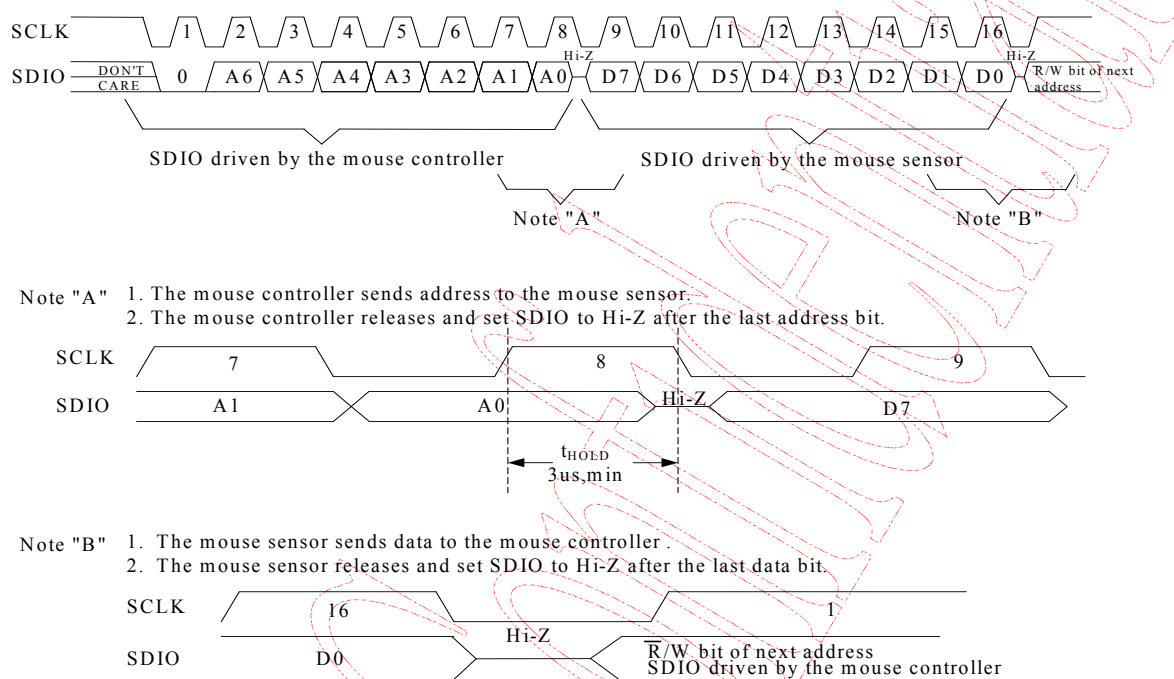 SCLK 1 2 3 4 5 6 7 8 9 10 11 12 13 14 15 16
Hi-Z Hi-Z
SDIO DON'T CARE 0 A6 A5 A4 A3 A2 A1 A0 D7 D6 D5 D4 D3 D2 D1 D0 R/W bit of next address
SDIO driven by the mouse controller SDIO driven by the mouse sensor
Note "A" Note "B"
Note "A" 1. The mouse controller sends address to the mouse sensor.
2. The mouse controller releases and set SDIO to Hi-Z after the last address bit.
SCLK 7 8 9
SDIO A1 A0 Hi-Z D7
tHOLD
3us,min
Note "B" 1. The mouse sensor sends data to the mouse controller .
2. The mouse sensor releases and set SDIO to Hi-Z after the last data bit.
SCLK 16 1
Hi-Z
SDIO D0 R̅/W bit of next address
SDIO driven by the mouse controller